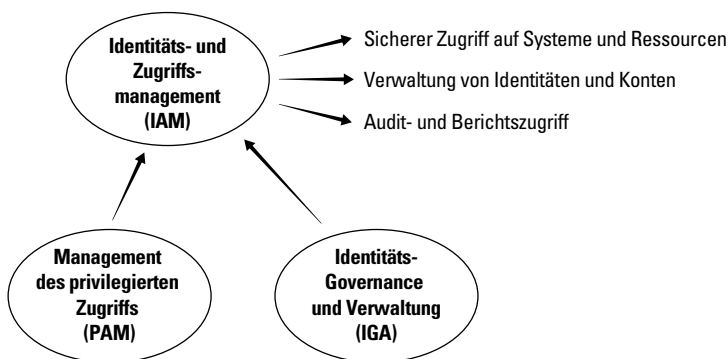 Identitäts- und
Zugriffs-
management
(IAM)
Sicherer Zugriff auf Systeme und Ressourcen
Verwaltung von Identitäten und Konten
Audit- und Berichtszugriff
Management
des privilegierten
Zugriffs
(PAM)
Identitäts-
Governance
und Verwaltung
(IGA)